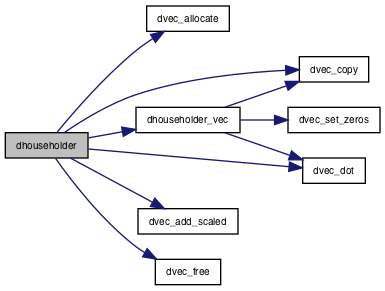 dvec_allocate
dvec_copy
dhouseholder_vec
dvec_set_zeros
dhouseholder
dvec_dot
dvec_add_scaled
dvec_free